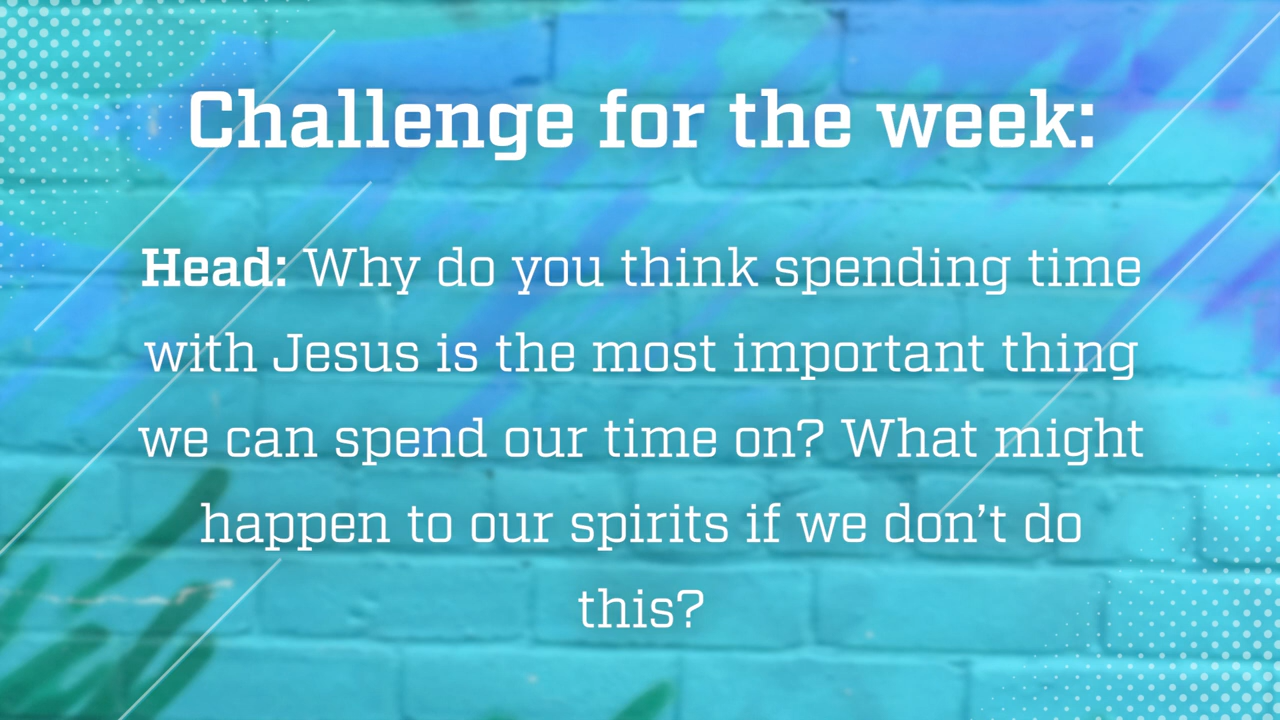 Challenge for the week:
Head: Why do you think spending time
with Jesus is the most important thing
we can spend our time on? What might
happen to our spirits if we don’t do
this?